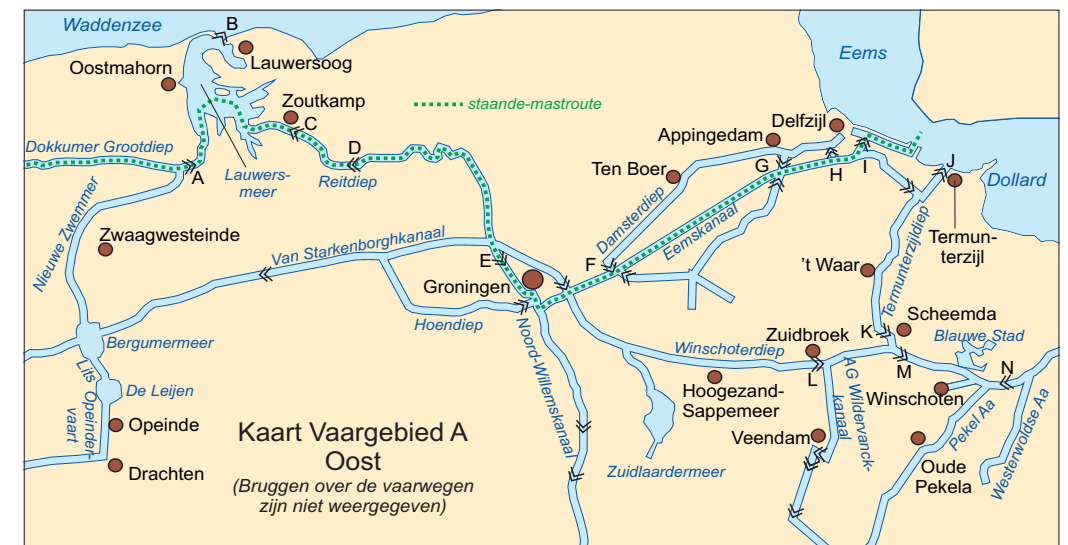 Waddenzee
B
Lauwersoog
Oostmahorn
Zoutkamp
C
staande-mastroute
Eems
Dokkumer Grootdiep
A
Lauwers-
meer
D
Reitdiep
Appingedam
Delfzijl
Ten Boer
G
H
I
J
Dollard
Nieuwe Zwemmer
Zwaagwesteinde
Van Starkenborghkanaal
E
Groningen
F
Damsterdiep
Eemskanaal
Termunterzijldiep
Termun-
terzijl
't Waar
Hoendiep
Bergumermeer
Lits
De Leijen
Opeinder-
vaart
Opeinde
Drachten
Noord-Willemskanaal
Winschoterdiep
Zuidbroek
K
Scheemda
Blauwe Stad
L
M
N
Hoogezand-
Sappemeer
AG Wildervanck-
kanaal
Winschoten
Veendam
Pekel Aa
Westerwoldse Aa
Zuidlaardermeer
Oude
Pekela
Kaart Vaargebied A
Oost
(Bruggen over de vaarwegen
zijn niet weergegeven)